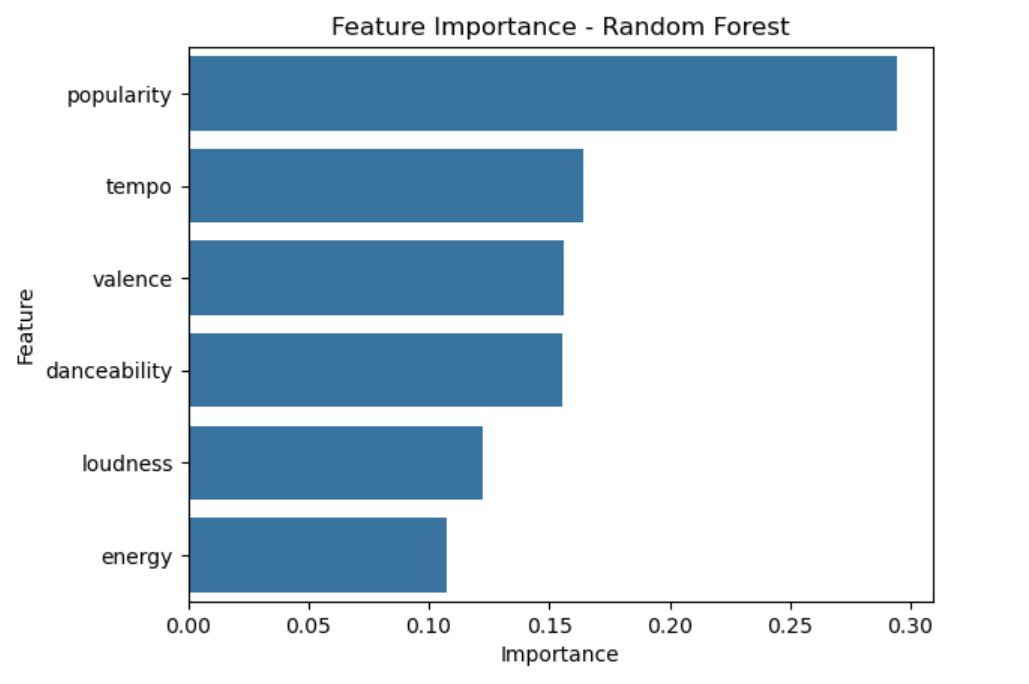 Feature Importance - Random Forest
popularity
tempo
valence
danceability
loudness
energy
Feature
0.00 0.05 0.10 0.15 0.20 0.25 0.30
Importance